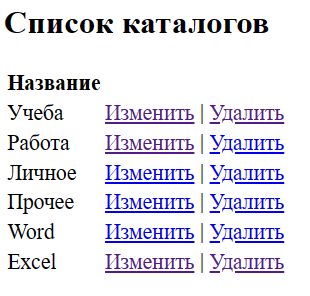 Список каталогов
Название
Учеба Изменить | Удалить
Работа Изменить | Удалить
Личное Изменить | Удалить
Прочее Изменить | Удалить
Word Изменить | Удалить
Excel Изменить | Удалить